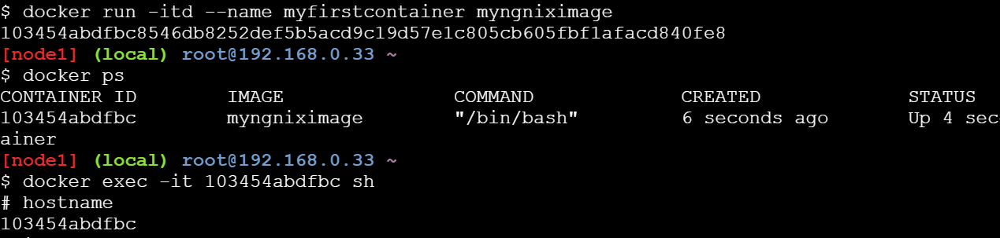 $ docker run -itd --name myfirstcontainer myngniximage
103454abdfbc8546db8252def5b5acd9c19d57e1c805cb605fbf1afacd840fe8
[node1] (local) root@192.168.0.33 ~
$ docker ps
CONTAINER ID IMAGE COMMAND CREATED STATUS
103454abdfbc myngniximage "/bin/bash" 6 seconds ago Up 4 sec
ainer
[node1] (local) root@192.168.0.33 ~
$ docker exec -it 103454abdfbc sh
# hostname
103454abdfbc